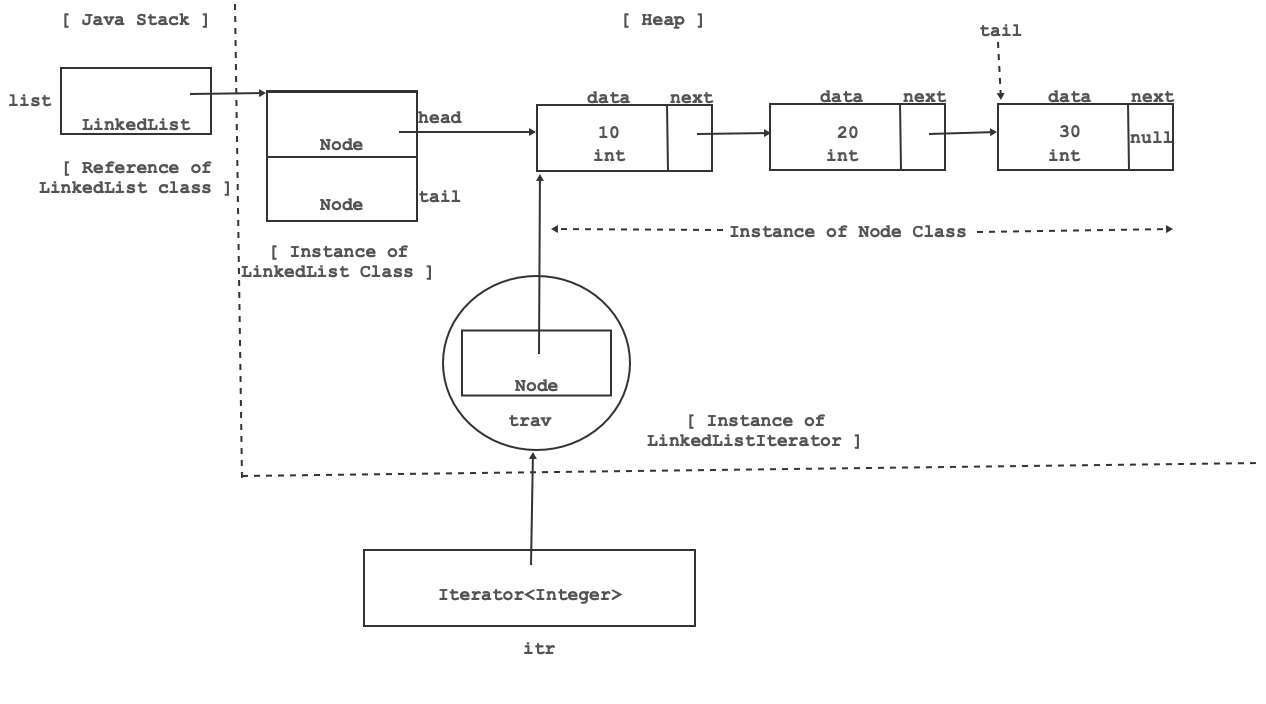 [ Java Stack ]
[ Heap ]
tail
list
LinkedList
[ Reference of
LinkedList class ]
Node
head
Node
tail
[ Instance of
LinkedList Class ]
data next
10
int
data next
20
int
data next
30
int
null
Instance of Node Class
Node
trav
[ Instance of
LinkedListIterator ]
Iterator<Integer>
itr